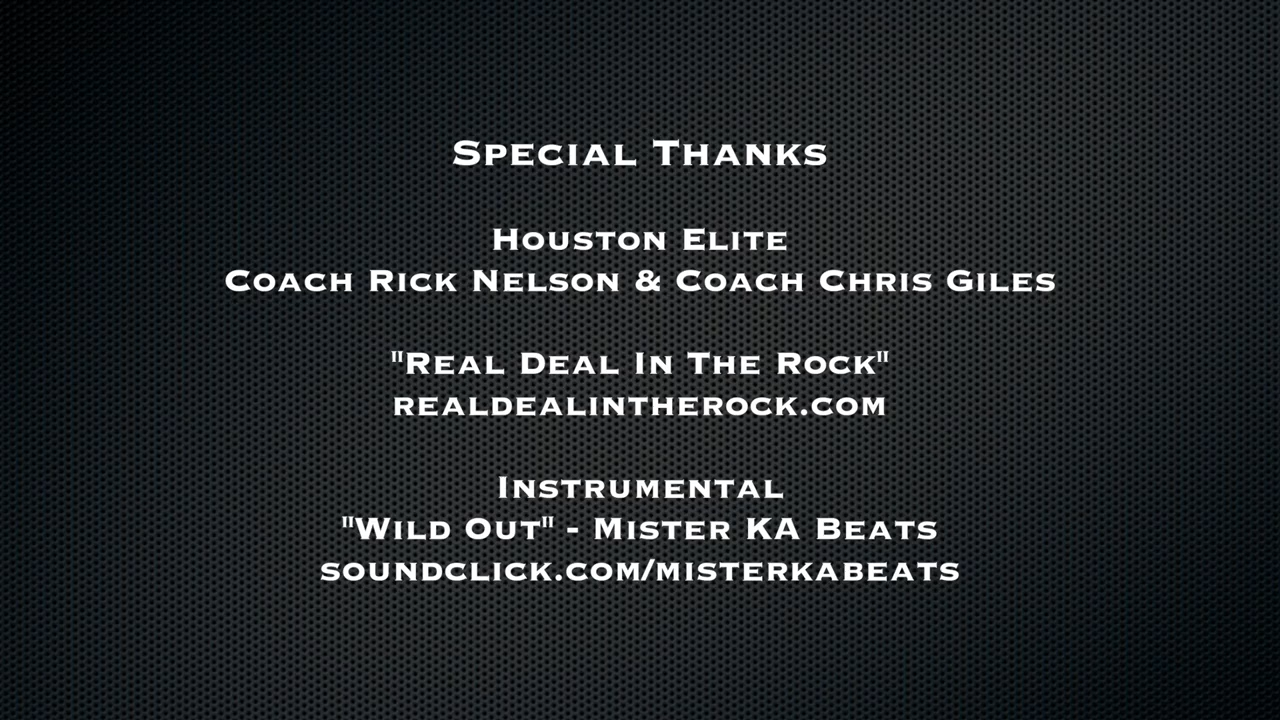 Special Thanks
Houston Elite
Coach Rick Nelson & Coach Chris Giles
"Real Deal In The Rock"
realdealintherock.com
Instrumental
"Wild Out" - Mister KA Beats
soundclick.com/misterkabeats